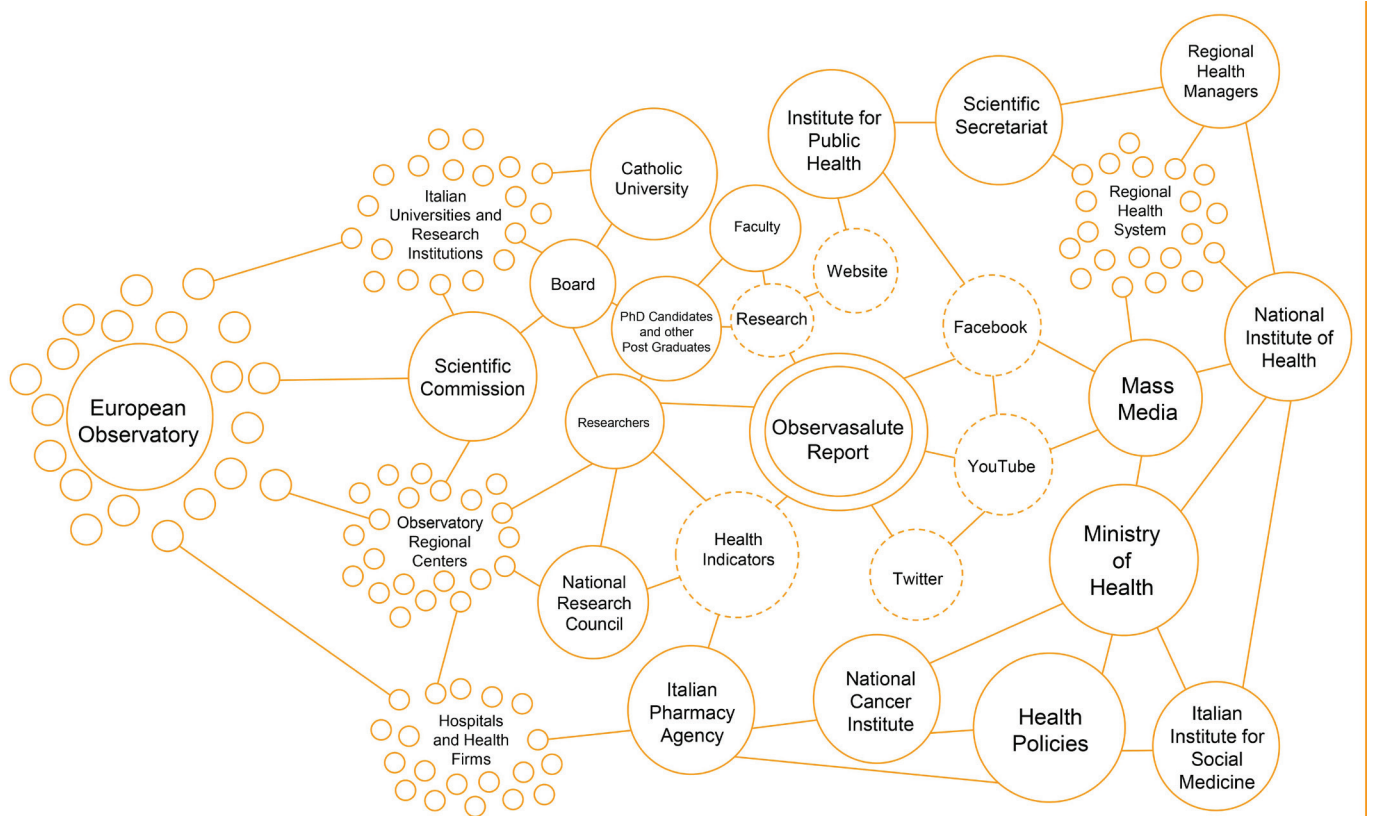 Regional
Health
Managers
Scientific
Secretariat
Institute for
Public
Health
Catholic
University
Italian
Universities and
Research
Institutions
Regional
Health
System
Faculty
Website
Board
PhD Candidates
and other
Post Graduates
Research
Facebook
National
Institute of
Health
Scientific
Commission
Mass
Media
European
Observatory
Researchers
Observasalute
Report
YouTube
Observatory
Regional
Centers
Health
Indicators
Twitter
Ministry
of
Health
National
Research
Council
Hospitals
and Health
Firms
Italian
Pharmacy
Agency
National
Cancer
Institute
Health
Policies
Italian
Institute for
Social
Medicine